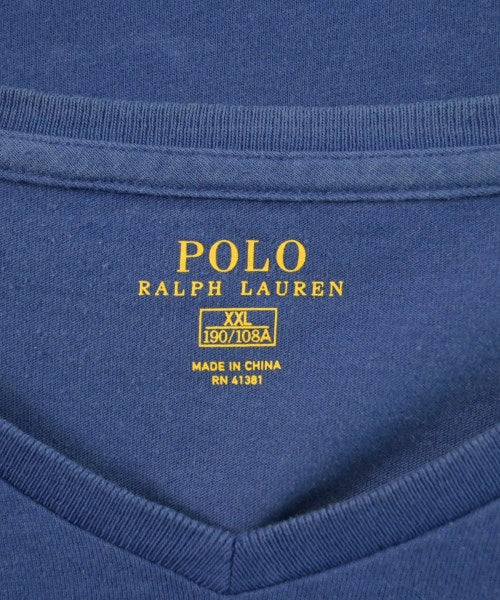 POLO
RALPH LAUREN
XXL
190/108A
MADE IN CHINA
RN 41381